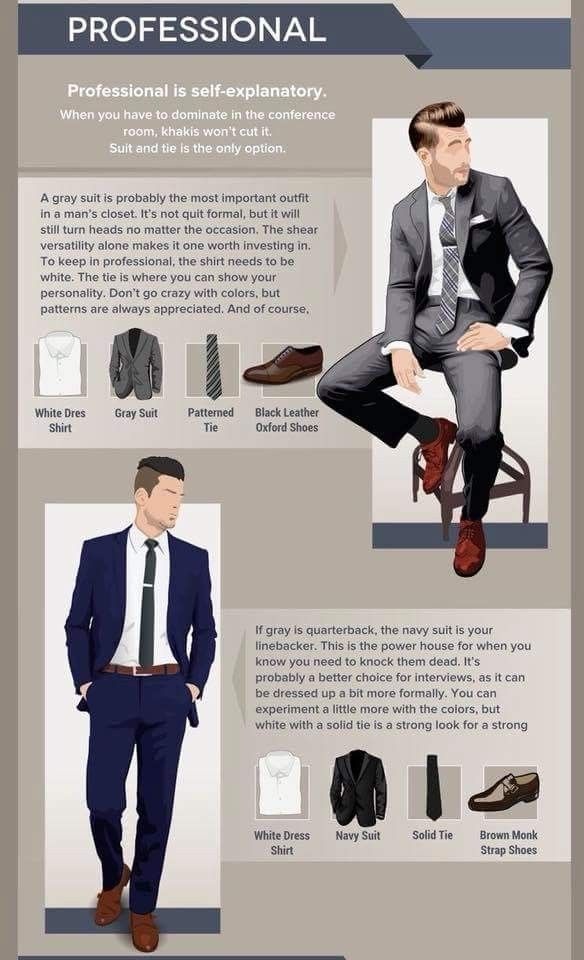 PROFESSIONAL
Professional is self-explanatory.
When you have to dominate in the conference
room, khakis won't cut it.
Suit and tie is the only option.
A gray suit is probably the most important outfit
in a man's closet. It's not quit formal, but it will
still turn heads no matter the occasion. The shear
versatility alone makes it one worth investing in.
To keep in professional, the shirt needs to be
white. The tie is where you can show your
personality. Don't go crazy with colors, but
patterns are always appreciated. And of course,
White Dres
Shirt
Gray Suit
Patterned
Tie
Black Leather
Oxford Shoes
If gray is quarterback, the navy suit is your
linebacker. This is the power house for when you
know you need to knock them dead. It's
probably a better choice for interviews, as it can
be dressed up a bit more formally. You can
experiment a little more with the colors, but
white with a solid tie is a strong look for a strong
White Dress
Shirt
Navy Suit
Solid Tie
Brown Monk
Strap Shoes